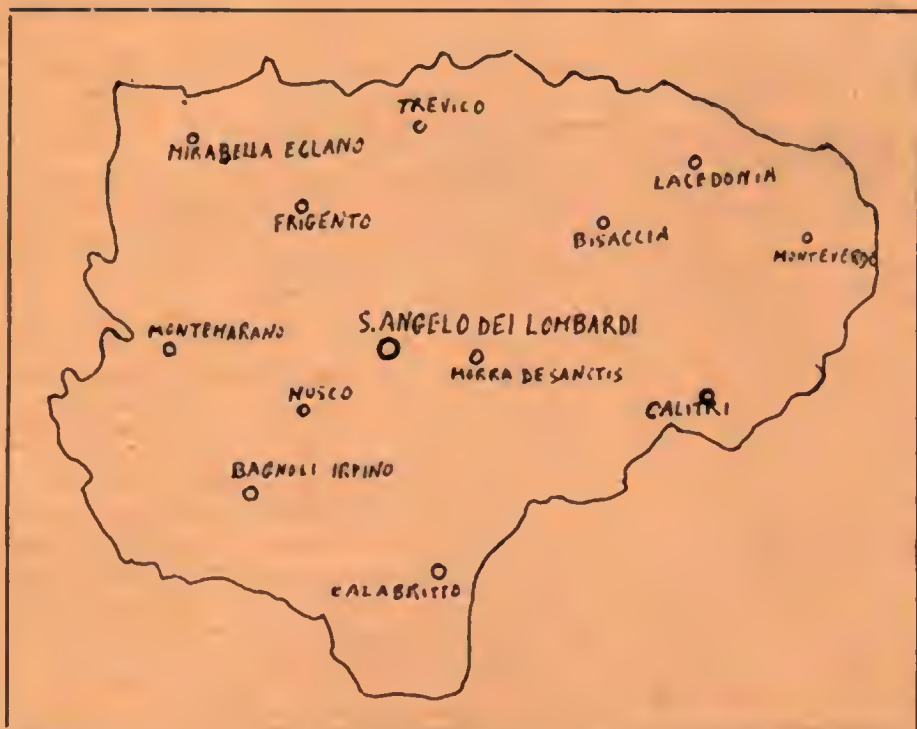 TREVICO
MIRABELLA ECLANO
LACEDONIA
FRIGENTO
BISACCIA
MONTEVERDE
S. ANGELO DEI LOMBARDI
MONTEMARANO
MORRA DE SANCTIS
NUSCO
CALITRI
BAGNOLI IRPINO
CALABRITTO